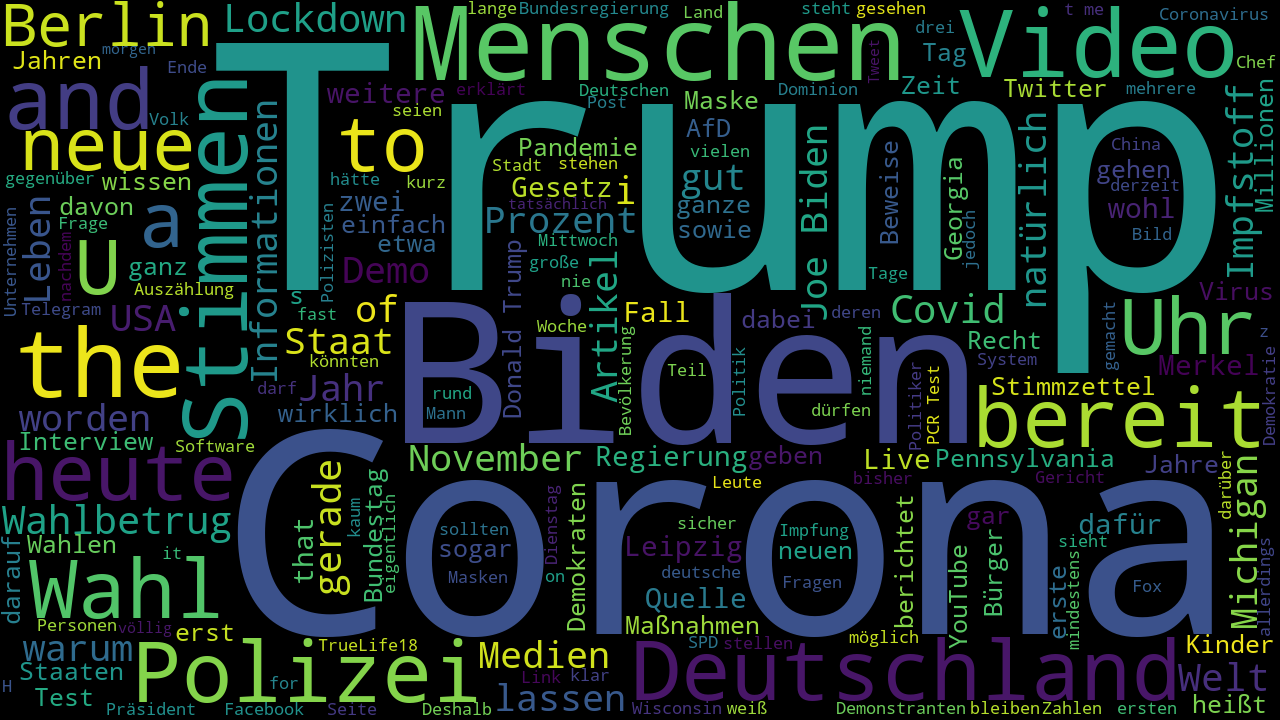 Berlin
Lockdown
lange
Bundesregierung
Land
steht
gesehen
t me
Coronavirus
Jahren
morgen
Ende
Menschen
drei
Tag
Tweet
Video
Chef
and
Volk
Trump
weitere
erklärt
seien
Deutschen
Post
Maske
Dominion
Zeit
Twitter
mehrere
Impfstoff
Millionen
neue
Stimmen
Informationen
to
Pandemie
AfD
vielen
Joe Biden
Beweise
natürlich
China
gehen
derzeit
gegenüber
wissen
hätte
kurz
Stadt
stehen
Gesetz
i
gut
Georgia
wohl
Unternehmen
Leben
davon
Frage
a
Polizisten
zwei
einfach
etwa
tatsächlich
Prozent
ganze
sowie
jedoch
Bild
nachdem
U
ganz
Auszählung
Demo
Donald Trump
Mittwoch
große
nie
Artikel
Tage
Telegram
USA
s
fast
of
Biden
Woche
Fall
dabei
deren
Covid
gemacht
Uhr
Virus
z
the
Staat
könnten
Bevölkerung
Teil
Politik
niemand
Recht
System
Merkel
Demokratie
darf
Jahr
rund
Mann
dürfen
Politiker
PCR Test
Stimmzettel
worden
wirklich
bereit
Interview
Software
November
Regierung
geben
Live
Pennsylvania
Jahre
heute
Corona
Leute
bisher
Gericht
Michigan
darüber
Wahlbetrug
that
gerade
kaum
Bundestag
eigentlich
sollten
sogar
Masken
Dienstag
Demokraten
sicher
Leipzig
Impfung
neuen
berichtet
gar
dafür
Wahlen
it
on
deutsche
Fragen
YouTube
Bürger
sieht
erste
mindestens
Fox
allerdings
darauf
Wahl
Quelle
Personen
völlig
erst
Maßnahmen
SPD
stellen
möglich
Kinder
warum
Polizei
TrueLife18
Medien
Deutschland
Welt
Staaten
for
Link
klar
H
Test
lassen
Präsident
Facebook
Seite
Deshalb
Wisconsin
weiß
Demonstranten
bleiben
Zahlen
ersten
heißt